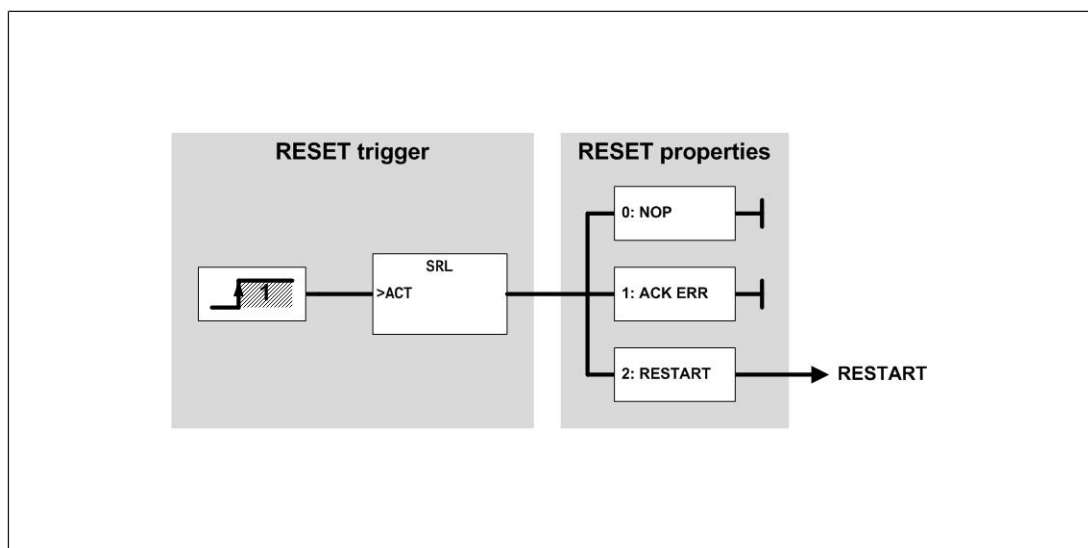 RESET trigger
RESET properties
0: NOP
SRL
1
>ACT
1: ACK ERR
2: RESTART
RESTART